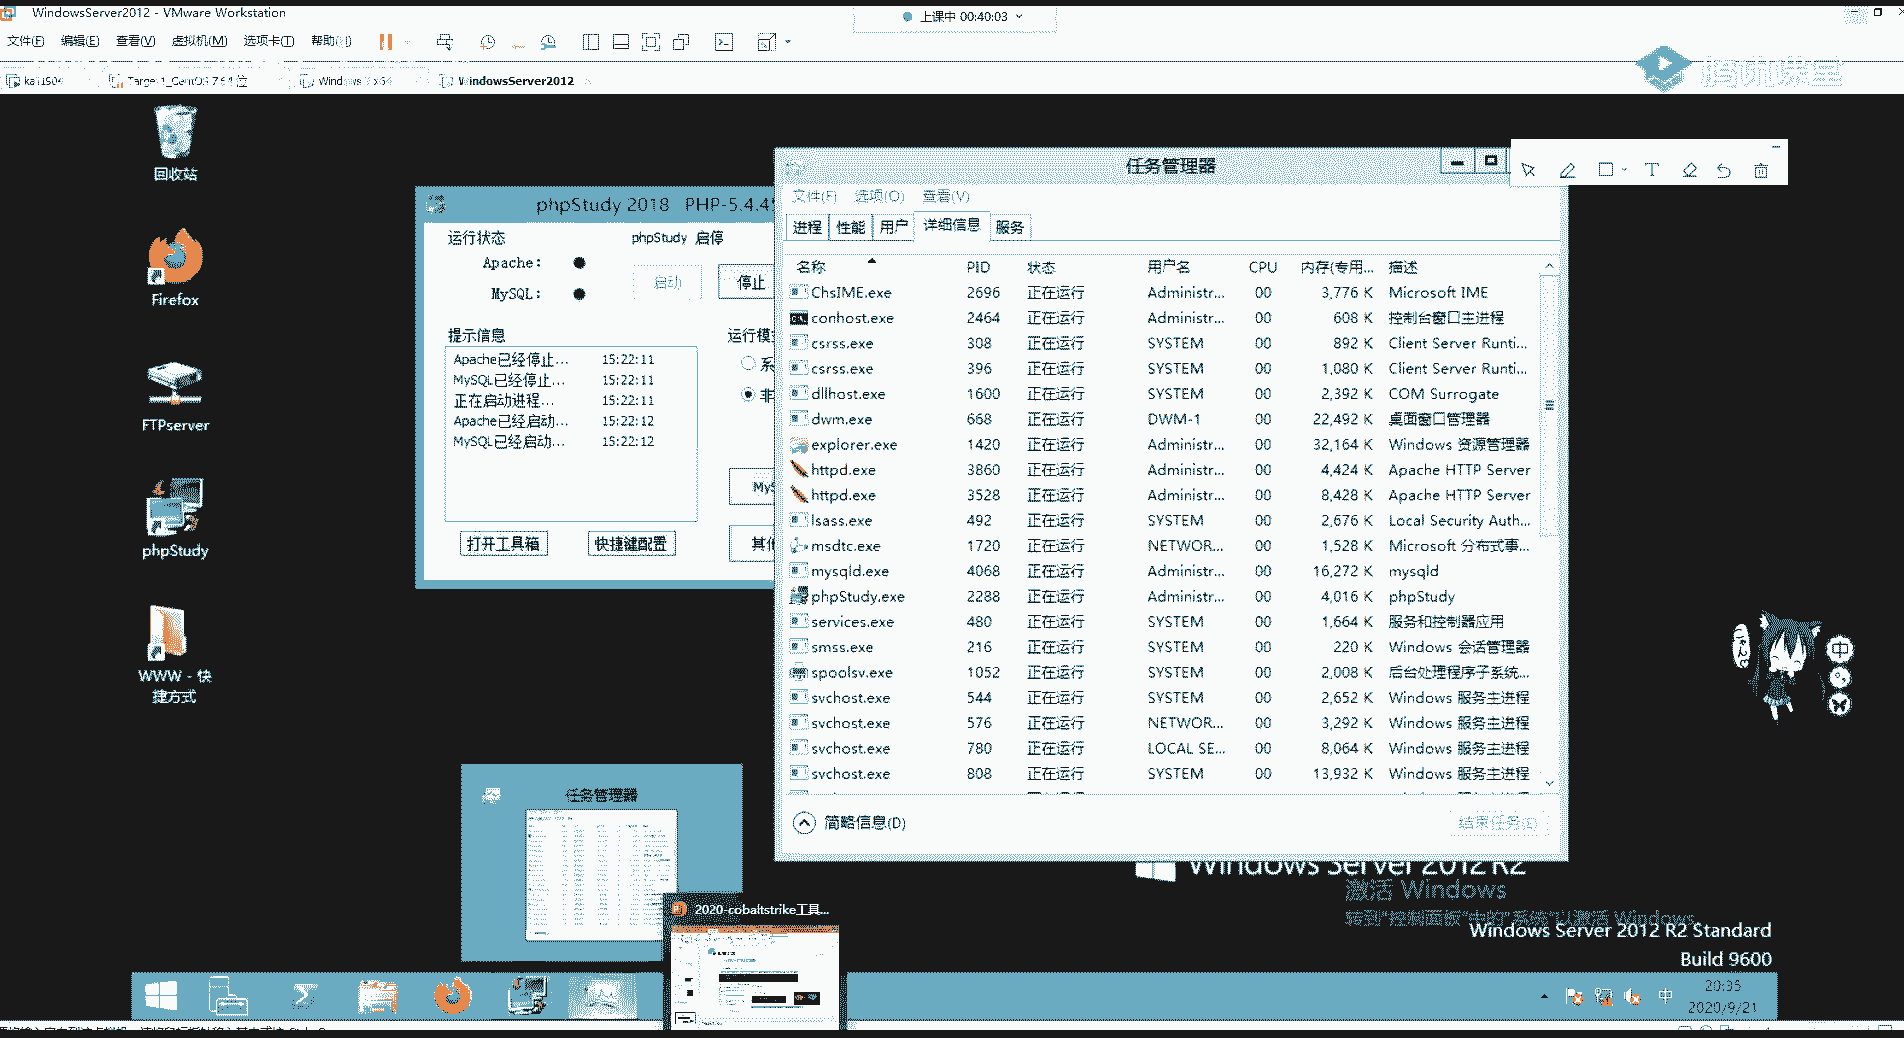 WindowsServer2012 - VMware Workstation
上课中 00:40:03
文件(F) 编辑(E) 查看(V) 虚拟机(M) 选项卡(T) 帮助(H)
WindowsServer2012
腾讯课堂
回收站
Firefox
FTPserver
phpStudy
WWW - 快
捷方式
phpStudy 2018 PHP-5.4.45
运行状态
phpStudy 启停
Apache:
MySQL:
启动
停止
提示信息
Apache已经停止... 15:22:11
MySQL已经停止... 15:22:11
正在启动进程... 15:22:11
Apache已经启动... 15:22:12
MySQL已经启动... 15:22:12
打开工具箱
快捷键配置
任务管理器
文件(F) 选项(O) 查看(V)
进程 性能 用户 详细信息 服务
名称 PID 状态 用户名 CPU 内存(专用... 描述
ChsIME.exe 2696 正在运行 Administr... 00 3,776 K Microsoft IME
conhost.exe 2464 正在运行 Administr... 00 608 K 控制台窗口主进程
csrss.exe 308 正在运行 SYSTEM 00 892 K Client Server Runti...
csrss.exe 396 正在运行 SYSTEM 00 1,080 K Client Server Runti...
dllhost.exe 1600 正在运行 SYSTEM 00 2,392 K COM Surrogate
dwm.exe 668 正在运行 DWM-1 00 22,492 K 桌面窗口管理器
explorer.exe 1420 正在运行 Administr... 00 32,164 K Windows 资源管理器
httpd.exe 3860 正在运行 Administr... 00 4,424 K Apache HTTP Server
httpd.exe 3528 正在运行 Administr... 00 8,428 K Apache HTTP Server
lsass.exe 492 正在运行 SYSTEM 00 2,676 K Local Security Auth...
msdtc.exe 1720 正在运行 NETWOR... 00 1,528 K Microsoft 分布式事...
mysqld.exe 4068 正在运行 Administr... 00 16,272 K mysqld
phpStudy.exe 2288 正在运行 Administr... 00 4,016 K phpStudy
services.exe 480 正在运行 SYSTEM 00 1,664 K 服务和控制器应用
smss.exe 216 正在运行 SYSTEM 00 220 K Windows 会话管理器
spoolsv.exe 1052 正在运行 SYSTEM 00 2,008 K 后台处理程序子系统...
svchost.exe 544 正在运行 SYSTEM 00 2,652 K Windows 服务主进程
svchost.exe 576 正在运行 NETWOR... 00 3,292 K Windows 服务主进程
svchost.exe 780 正在运行 LOCAL SE... 00 8,064 K Windows 服务主进程
svchost.exe 808 正在运行 SYSTEM 00 13,932 K Windows 服务主进程
简略信息(D)
结束任务(E)
任务管理器
2020-cobaltstrike工具...
Windows Server 2012 R2
激活 Windows
转到"控制面板"中的"系统"以激活 Windows
Windows Server 2012 R2 Standard
Build 9600
中
中
20:35
2020/9/21